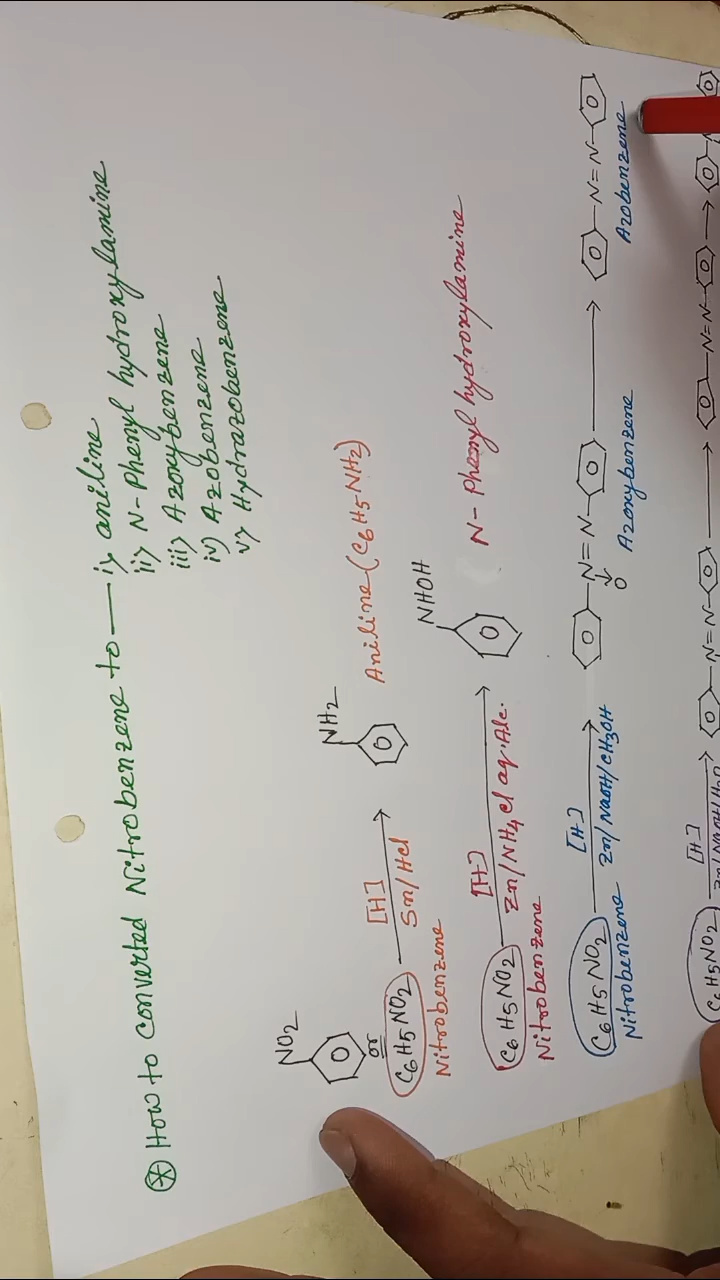 * How to converted Nitrobenzene to — i> aniline
ii> N-Phenyl hydroxylamine
iii> Azoxybenzene
iv) Azobenzene
v> Hydrazobenzene
NO2
or
C6H5NO2 [H] Sn/HCl NH2 Aniline (C6H5-NH2)
Nitrobenzene
C6H5NO2 [H] Zn/NH4Cl aq. Alc. NHOH N-Phenyl hydroxylamine
Nitrobenzene
C6H5NO2 [H] Zn/NaOH/CH3OH N=N O N=N
Nitrobenzene Azoxybenzene Azobenzene
C6H5NO2 [H] N=N N=N